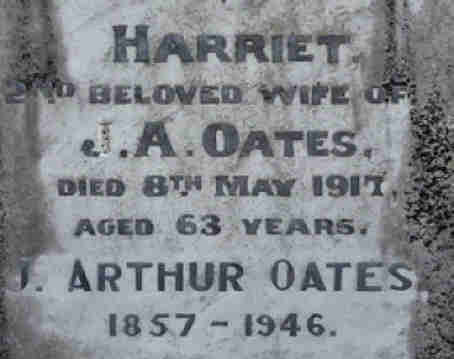 HARRIET,
2ND BELOVED WIFE OF
J. A. OATES,
DIED 8TH MAY 1917,
AGED 63 YEARS.
J. ARTHUR OATES,
1857 - 1946.